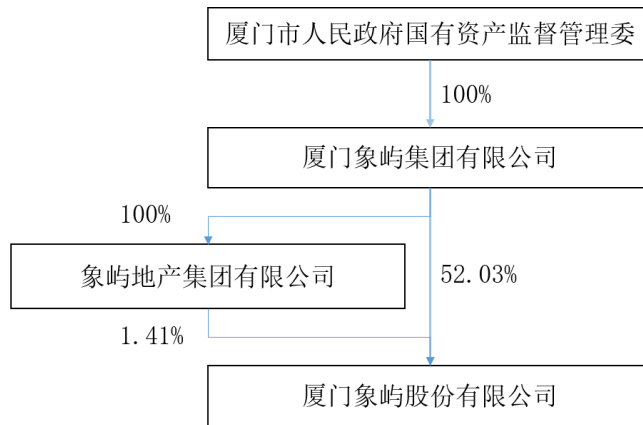 厦门市人民政府国有资产监督管理委
100%
厦门象屿集团有限公司
100%
象屿地产集团有限公司
52.03%
1.41%
厦门象屿股份有限公司